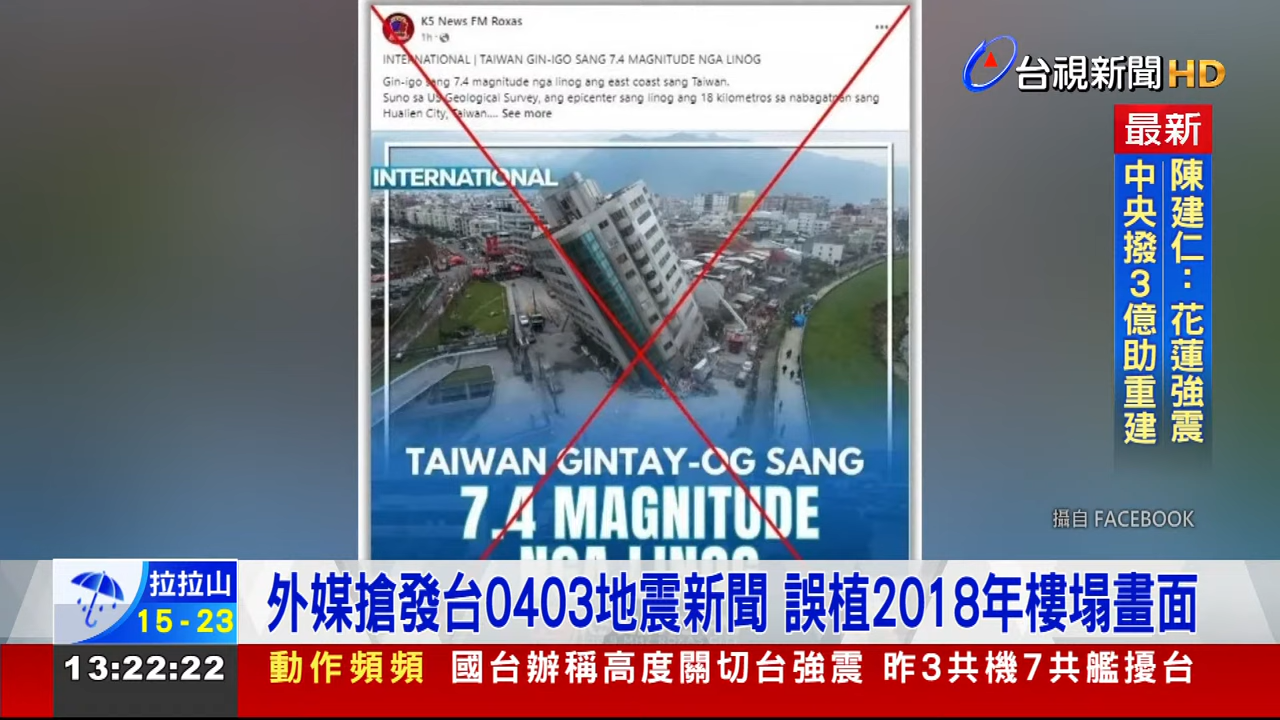 K5 News FM Roxas
1h
INTERNATIONAL | TAIWAN GIN-IGO SANG 7.4 MAGNITUDE NGA LINOG
Gin-igo sang 7.4 magnitude nga linog ang east coast sang Taiwan.
Suno sa US Geological Survey, ang epicenter sang linog ang 18 kilometros sa nabagatnan sang
Hualien City, Taiwan.... See more
INTERNATIONAL
TAIWAN GINTAY-OG SANG
7.4 MAGNITUDE
NGA LINOG
台視新聞HD
最新
陳建仁：花蓮強震
中央撥3億助重建
攝自 FACEBOOK
拉拉山
15-23
外媒搶發台0403地震新聞 誤植2018年樓塌畫面
13:22:22
動作頻頻 國台辦稱高度關切台強震 昨3共機7共艦擾台